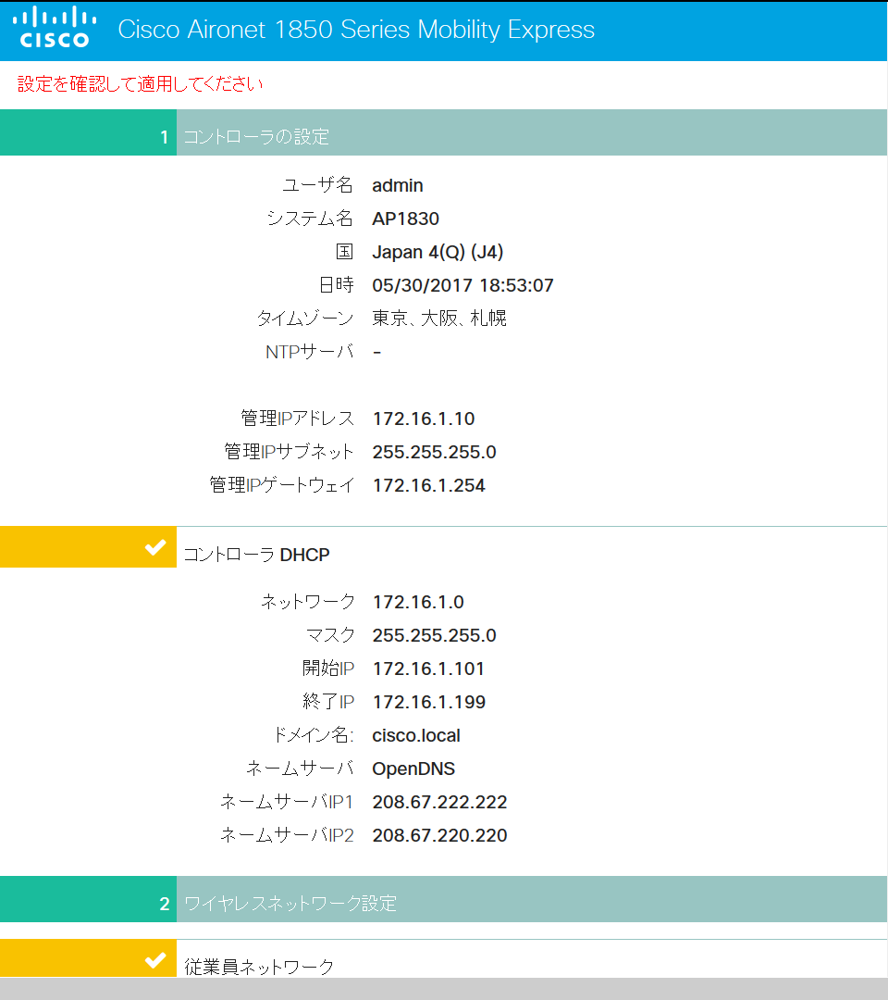 CISCO Cisco Aironet 1850 Series Mobility Express
設定を確認して適用してください
1 コントローラの設定
ユーザ名 admin
システム名 AP1830
国 Japan 4(Q) (J4)
日時 05/30/2017 18:53:07
タイムゾーン 東京、大阪、札幌
NTPサーバ -
管理IPアドレス 172.16.1.10
管理IPサブネット 255.255.255.0
管理IPゲートウェイ 172.16.1.254
コントローラ DHCP
ネットワーク 172.16.1.0
マスク 255.255.255.0
開始IP 172.16.1.101
終了IP 172.16.1.199
ドメイン名: cisco.local
ネームサーバ OpenDNS
ネームサーバIP1 208.67.222.222
ネームサーバIP2 208.67.220.220
2 ワイヤレスネットワーク設定
従業員ネットワーク